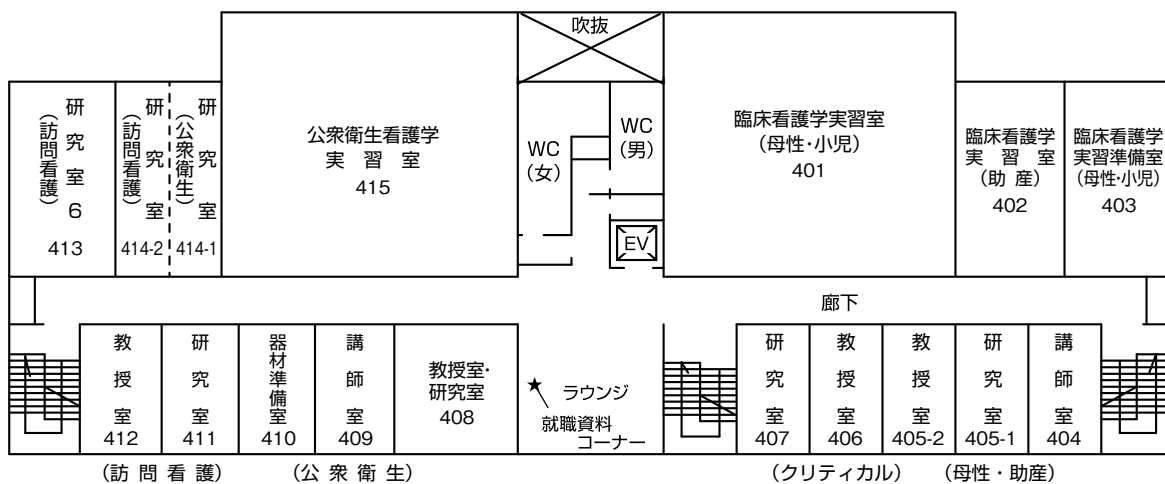 吹抜
研究室6
(訪問看護)
413
研究室
(訪問看護)
414-2
研究室
(公衆衛生)
414-1
公衆衛生看護学
実習室
415
WC
(女)
WC
(男)
EV
臨床看護学実習室
(母性・小児)
401
臨床看護学
実習室
(助産)
402
臨床看護学
実習準備室
(母性・小児)
403
廊下
教授室
412
研究室
411
器材準備室
410
講師室
409
教授室・
研究室
408
★
ラウンジ
就職資料
コーナー
研究室
407
教授室
406
教授室
405-2
研究室
405-1
講師室
404
(訪問看護)
(公衆衛生)
(クリティカル)
(母性・助産)